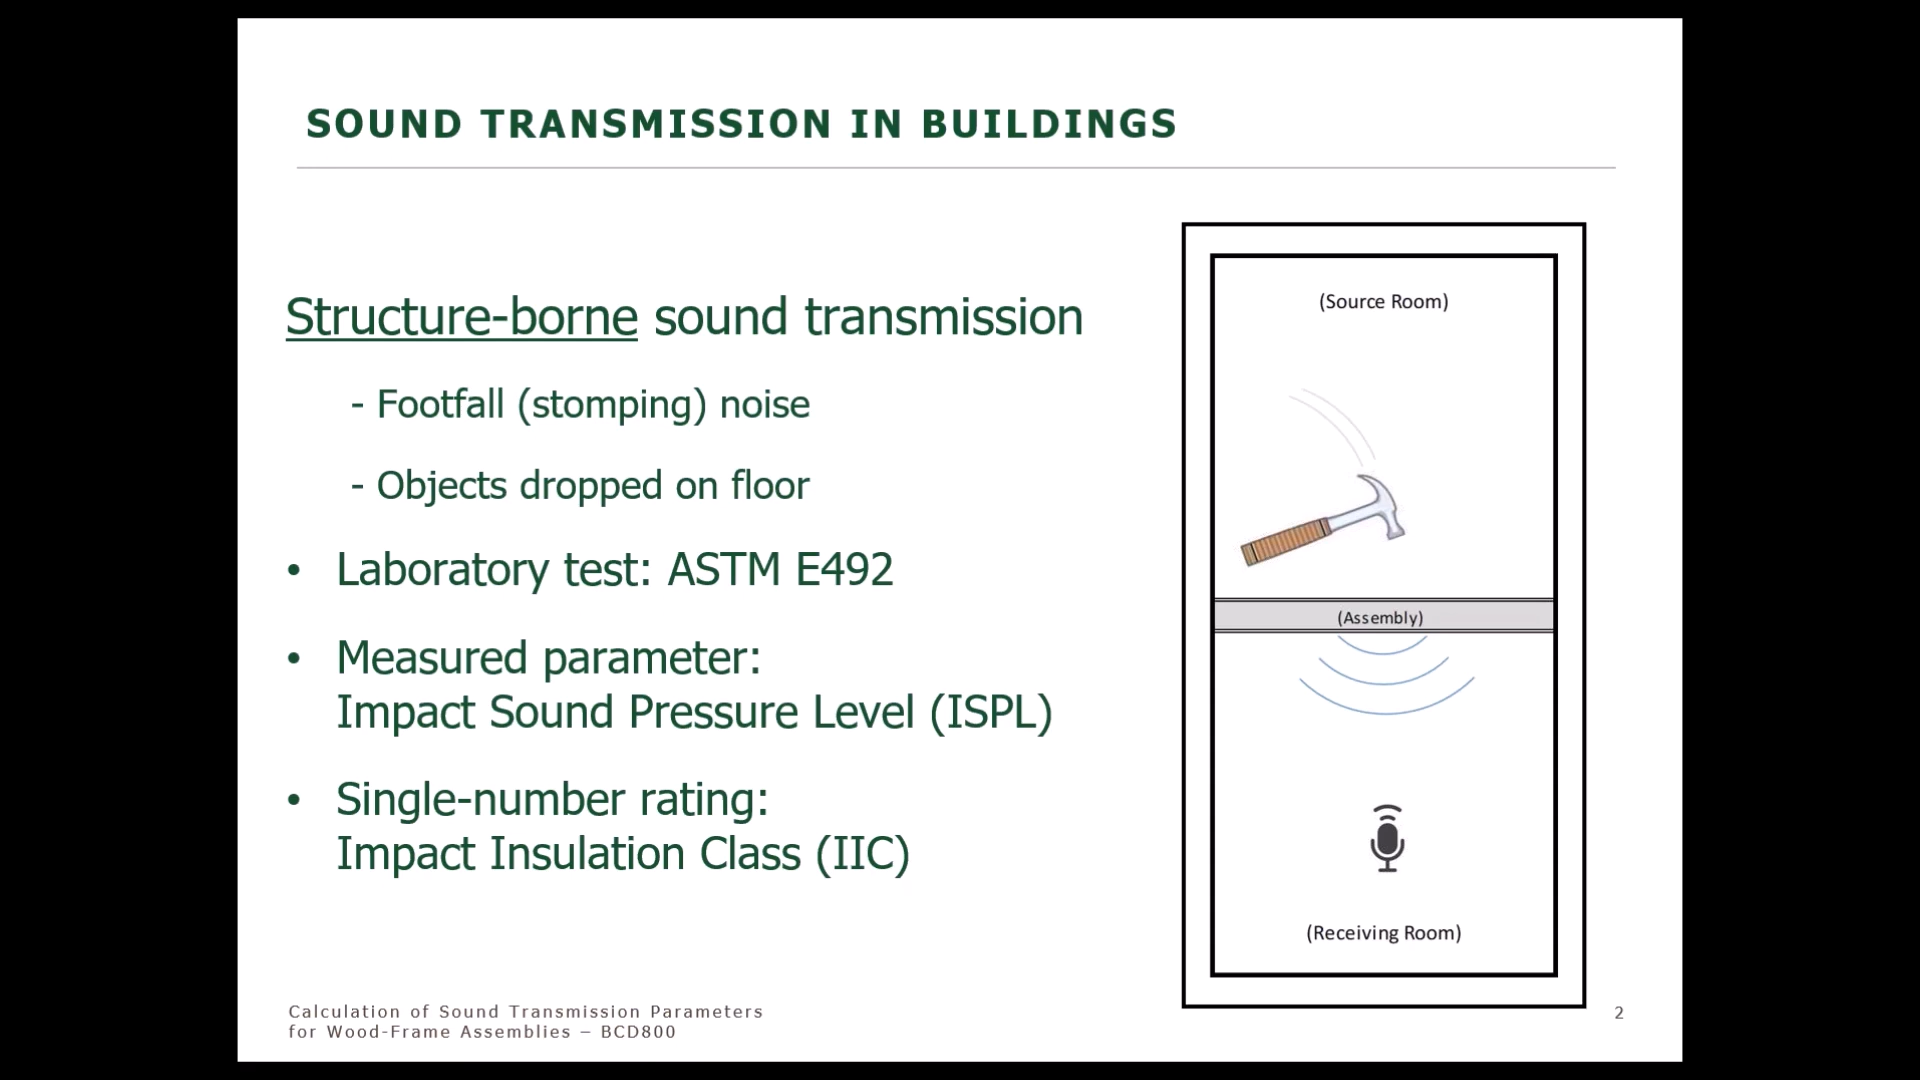 SOUND TRANSMISSION IN BUILDINGS
Structure-borne sound transmission
- Footfall (stomping) noise
- Objects dropped on floor
• Laboratory test: ASTM E492
• Measured parameter:
Impact Sound Pressure Level (ISPL)
• Single-number rating:
Impact Insulation Class (IIC)
(Source Room)
(Assembly)
(Receiving Room)
Calculation of Sound Transmission Parameters
for Wood-Frame Assemblies – BCD800
2